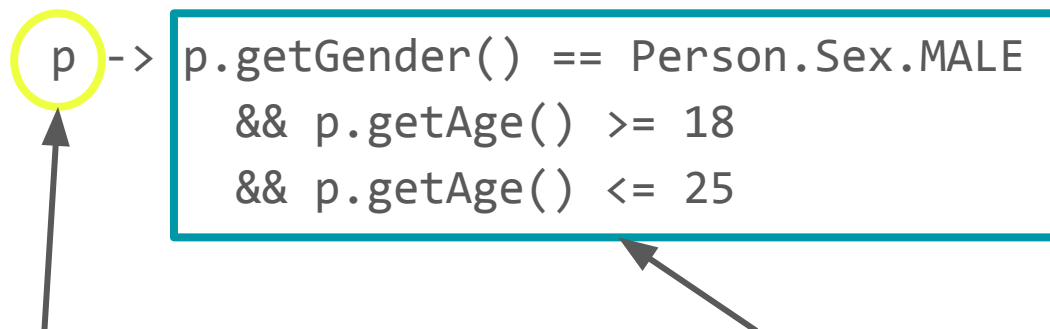 p -> p.getGender() == Person.Sex.MALE
&& p.getAge() >= 18
&& p.getAge() <= 25